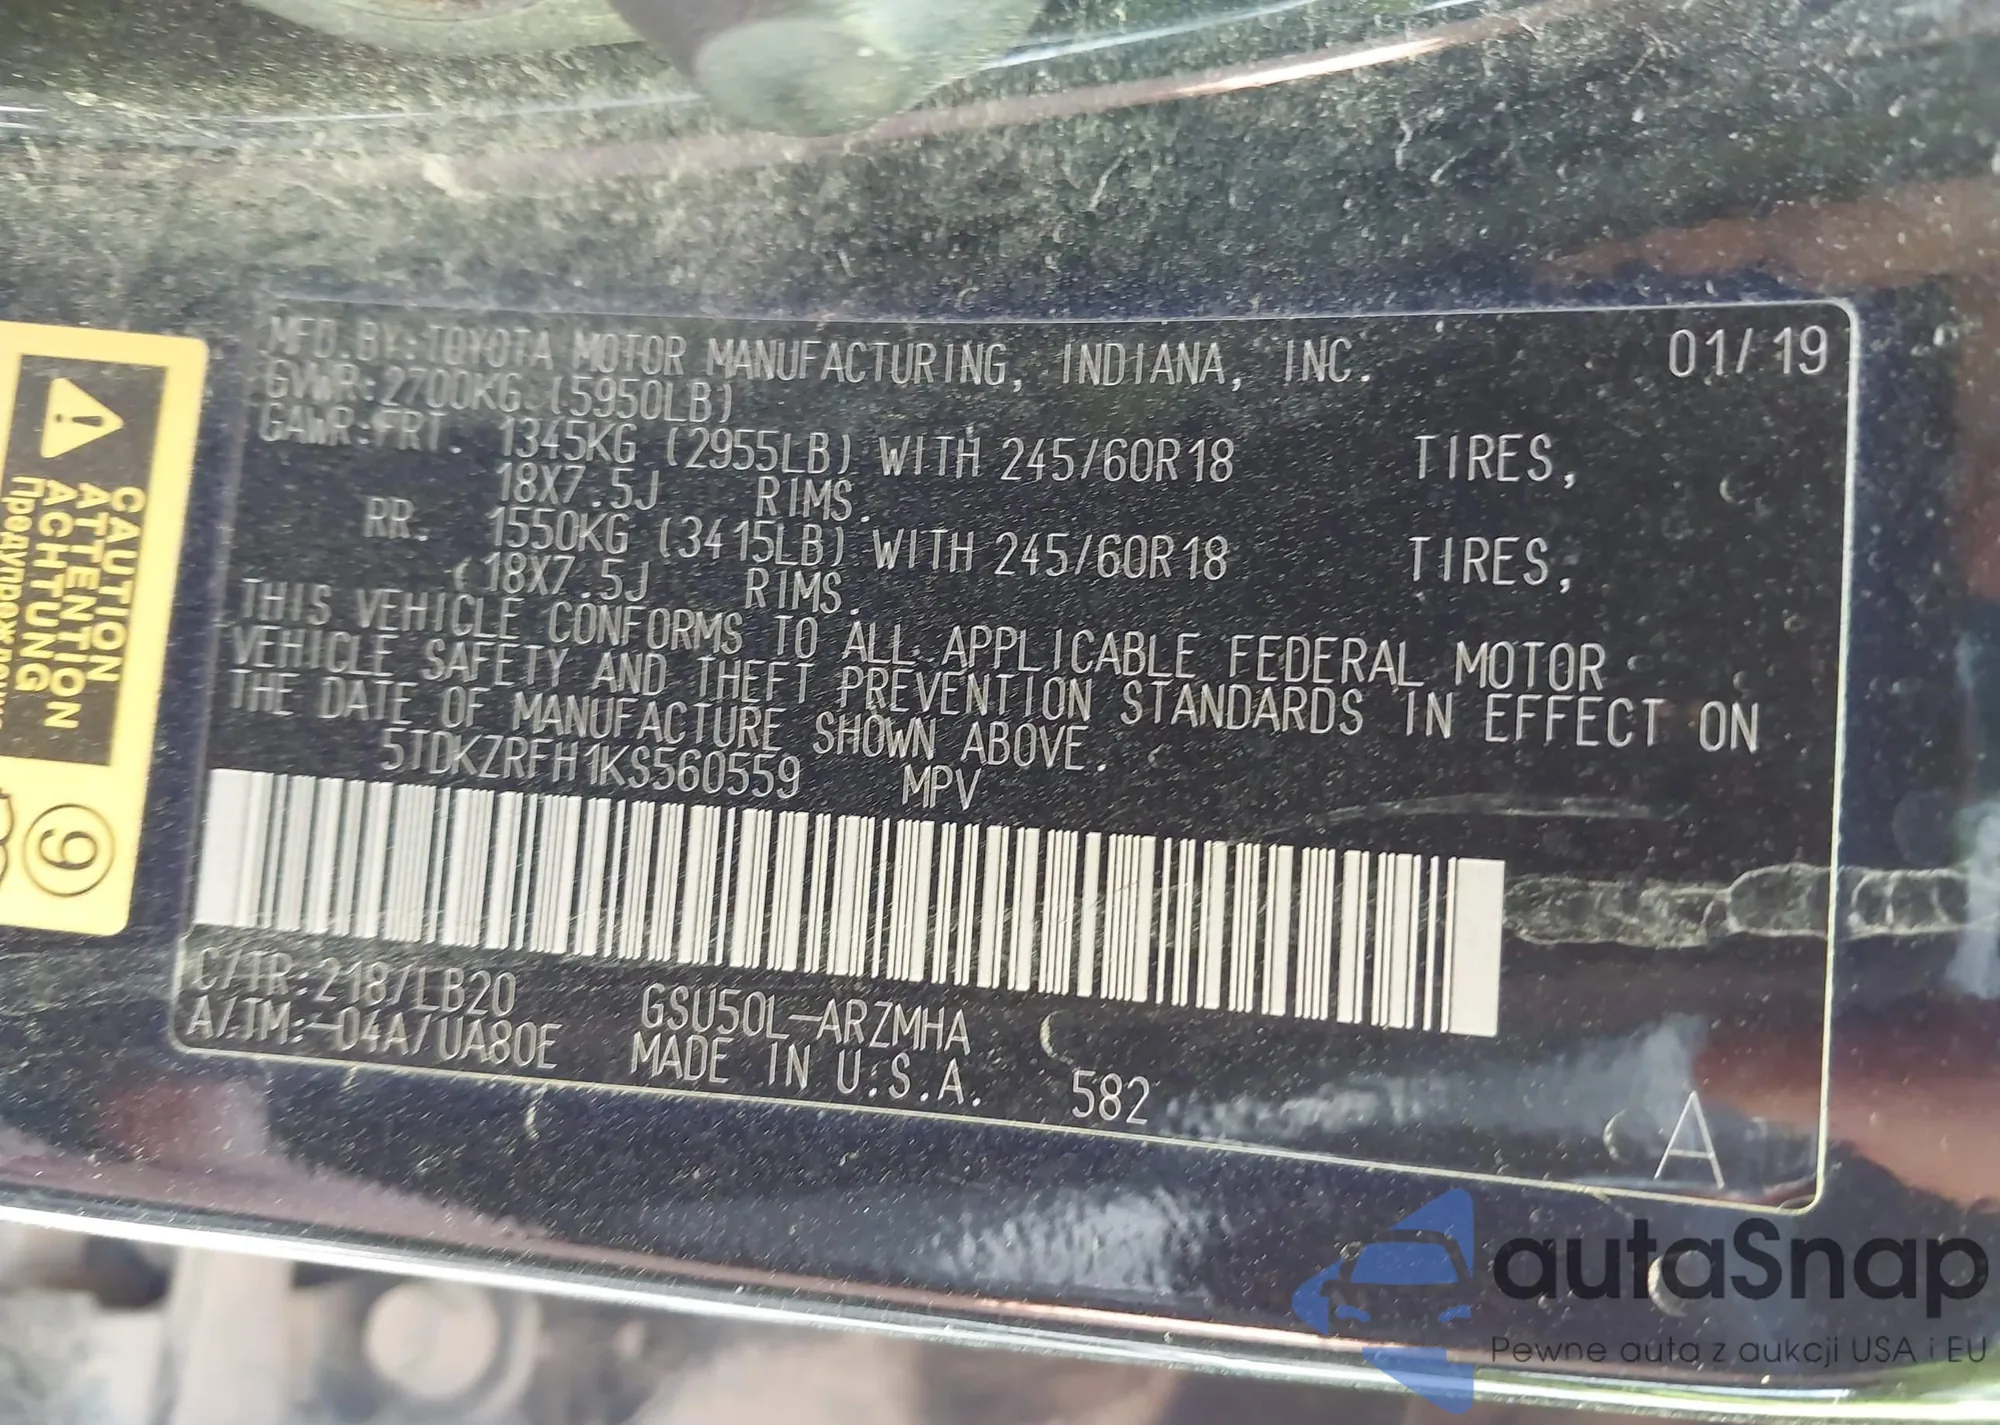 MFD.BY:TOYOTA MOTOR MANUFACTURING, INDIANA, INC. 01/19
GVWR:2700KG (5950LB)
GAWR:FRT. 1345KG (2955LB) WITH 245/60R18 TIRES,
18X7.5J RIMS.
RR. 1550KG (3415LB) WITH 245/60R18 TIRES,
18X7.5J RIMS.
THIS VEHICLE CONFORMS TO ALL APPLICABLE FEDERAL MOTOR
VEHICLE SAFETY AND THEFT PREVENTION STANDARDS IN EFFECT ON
THE DATE OF MANUFACTURE SHOWN ABOVE.
5TDKZRFH1KS560559 MPV
C/TR:218/LB20 GSU50L-ARZMHA
A/TM:-04A/UA80E MADE IN U.S.A. 582
A
CAUTION
ATTENTION
ACHTUNG
9
autaSnap
Pewne auta z aukcji USA i EU